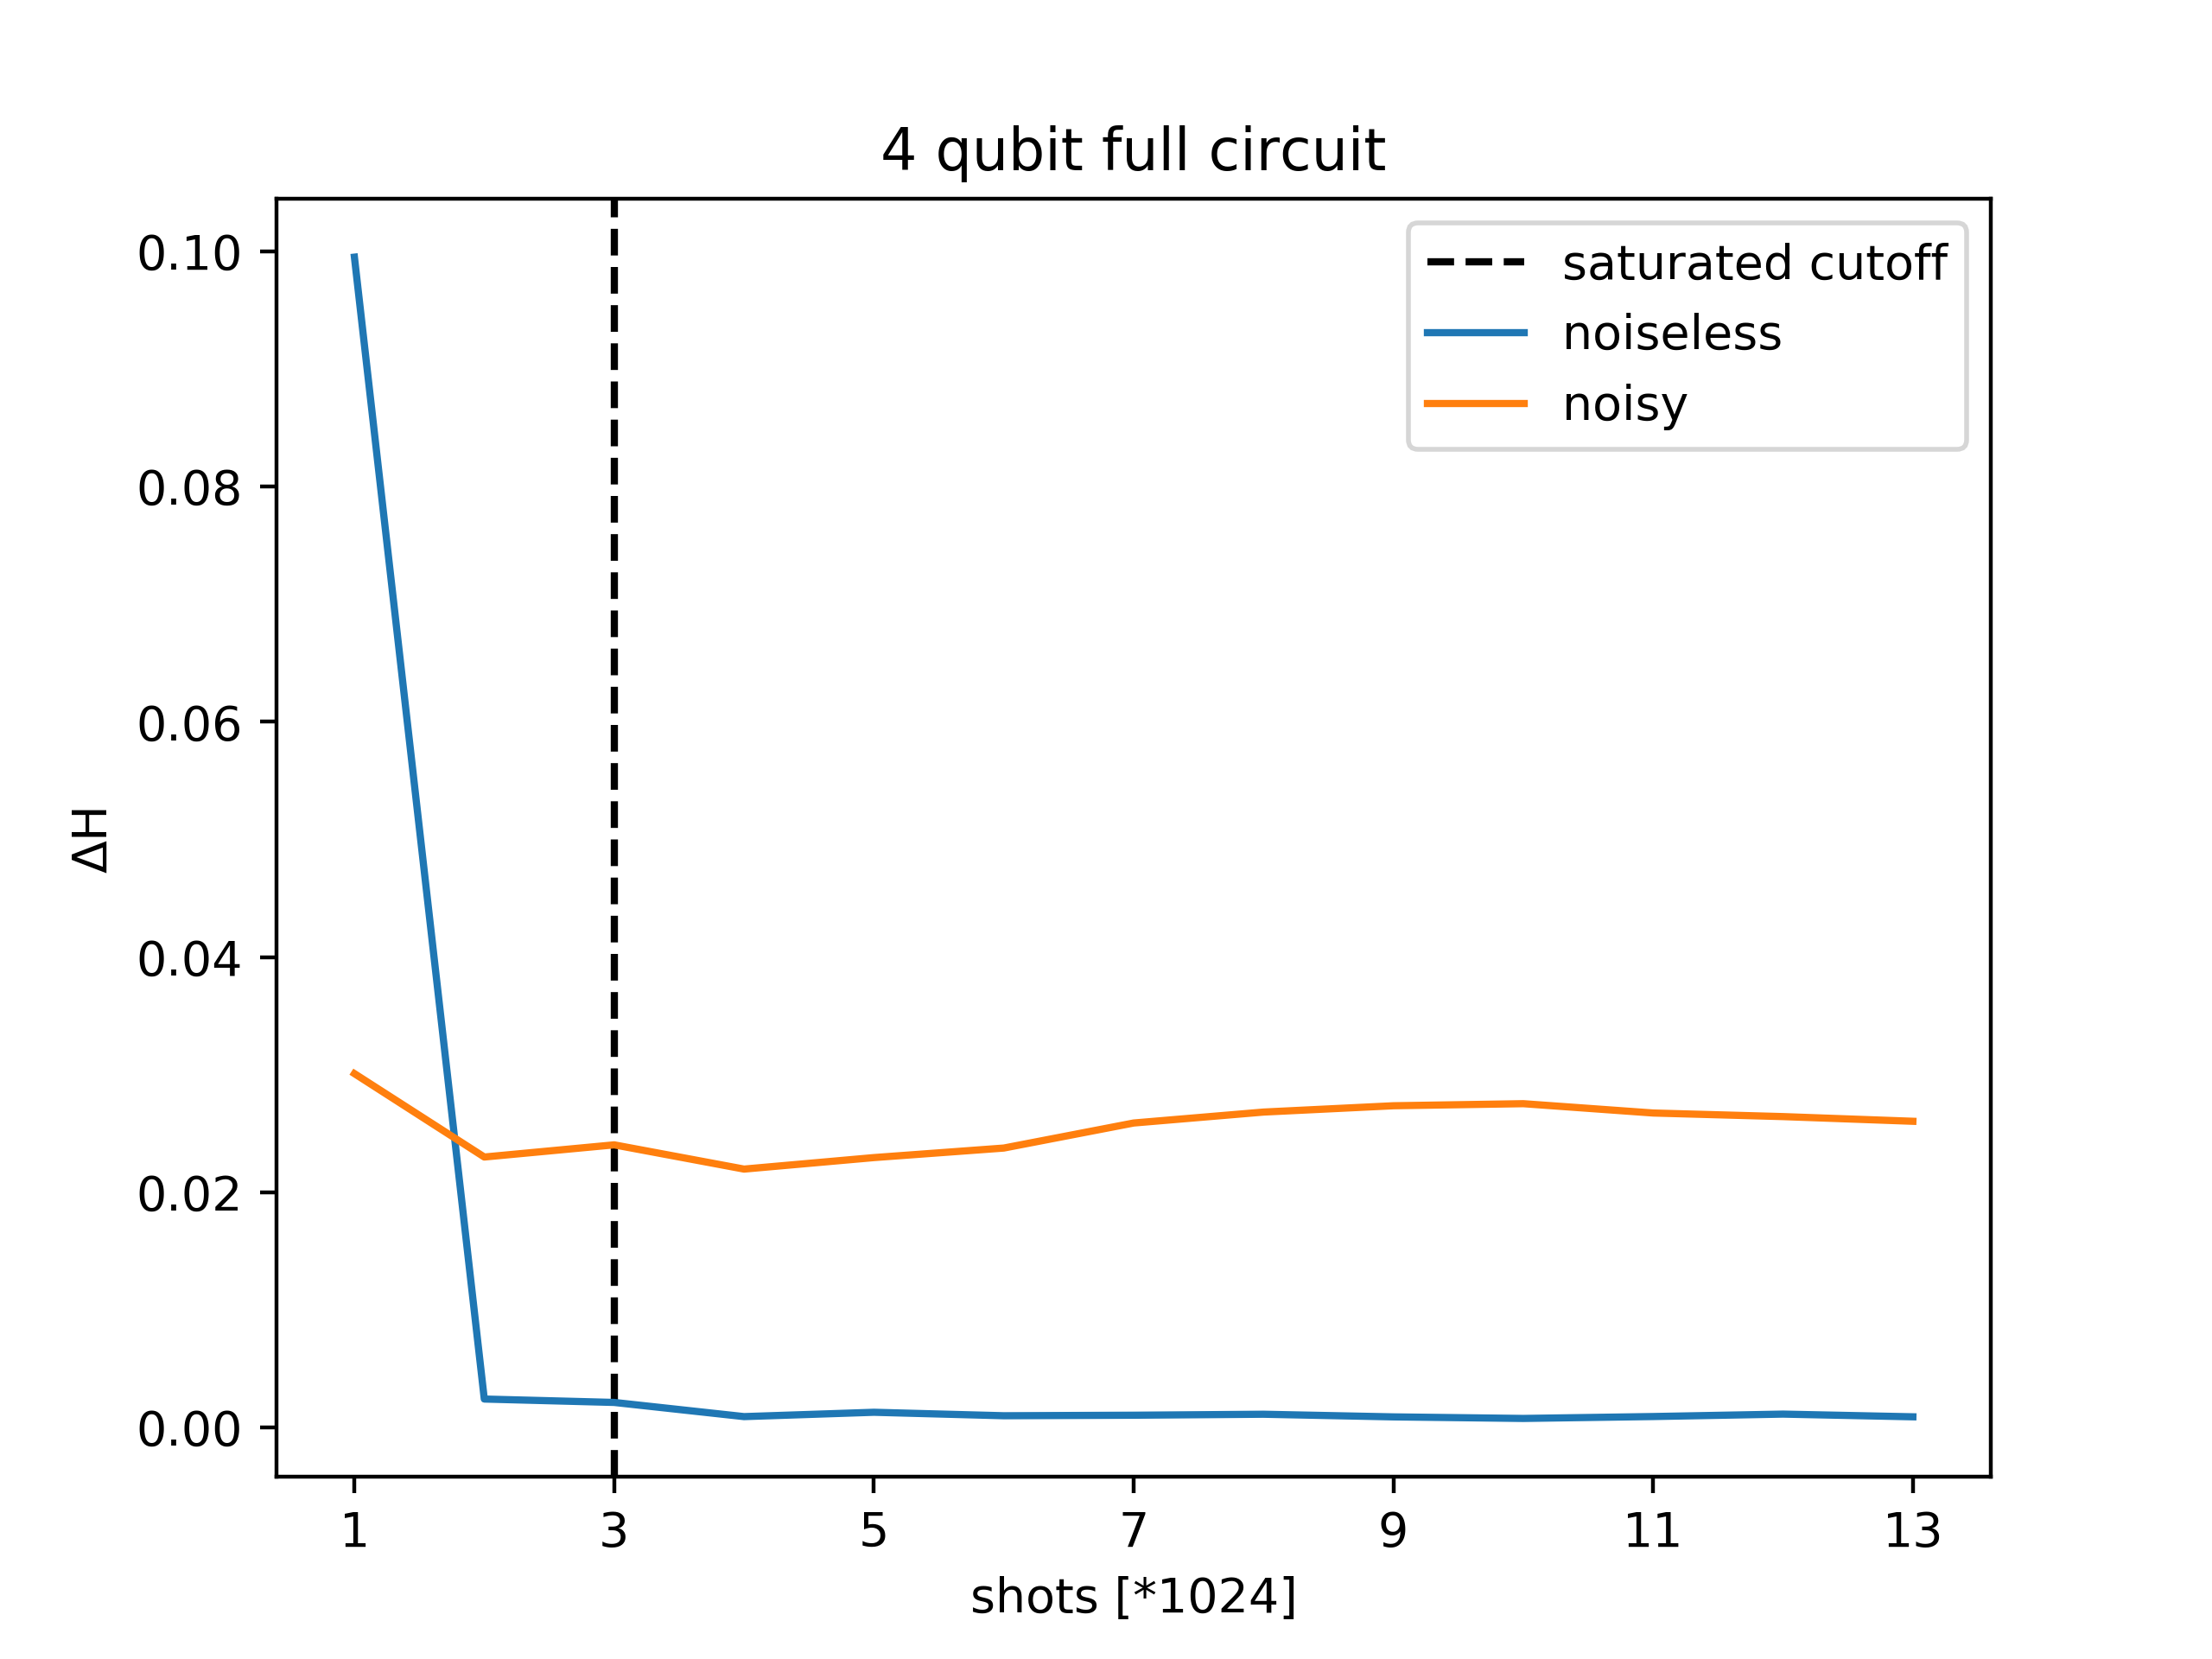 4 qubit full circuit
saturated cutoff
noiseless
noisy
0.10
0.08
0.06
0.04
0.02
0.00
ΔH
1 3 5 7 9 11 13
shots [*1024]